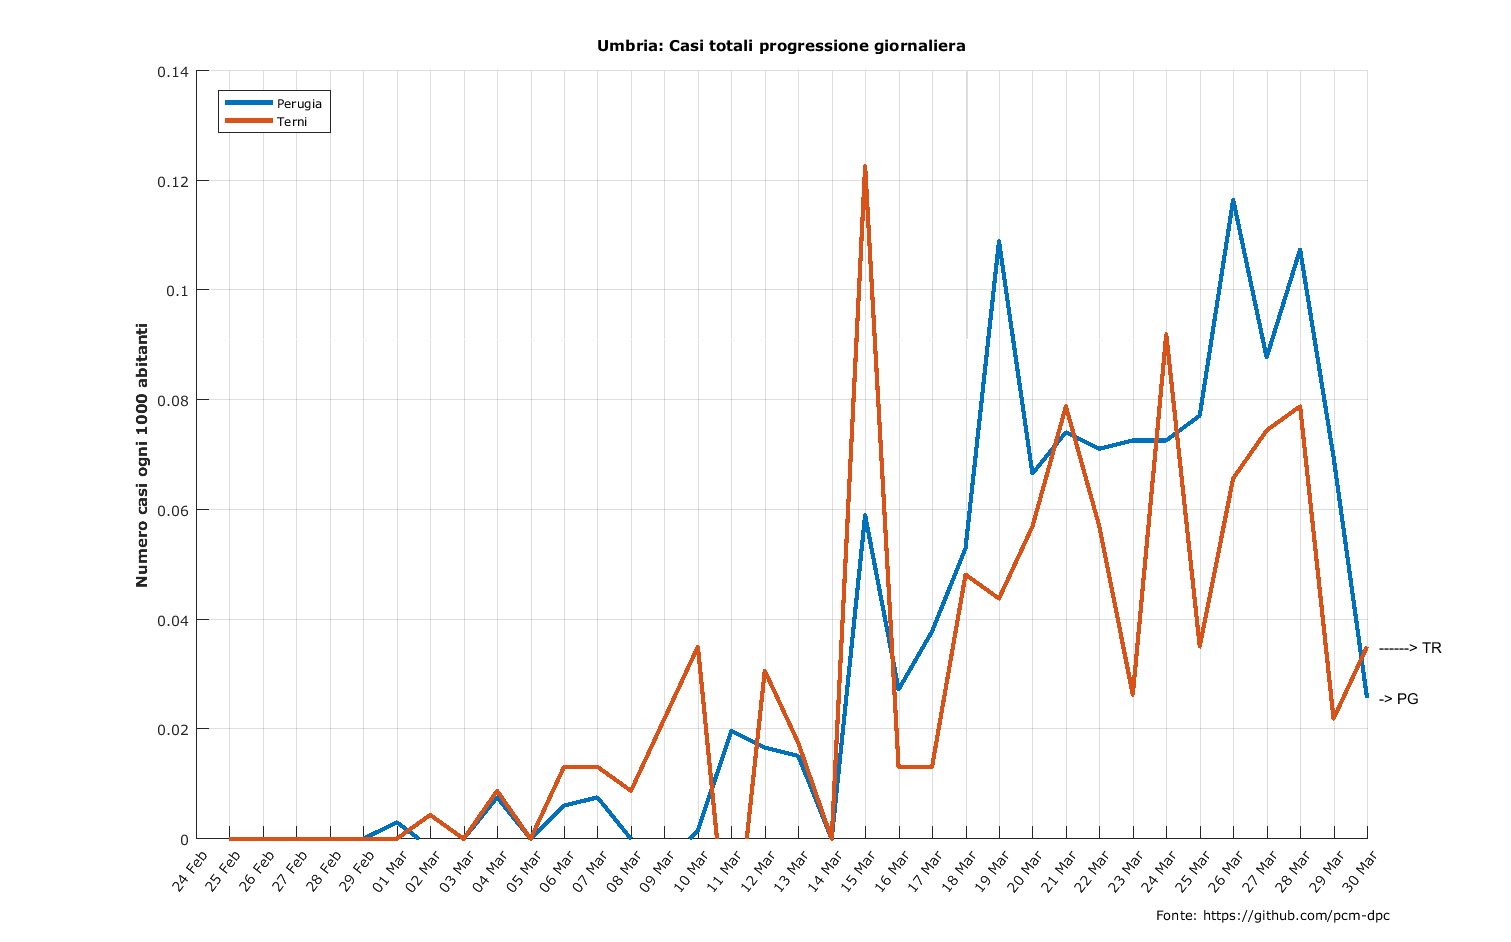 Umbria: Casi totali progressione giornaliera
Perugia
Terni
Numero casi ogni 1000 abitanti
0.14
0.12
0.1
0.08
0.06
0.04
0.02
0
------> TR
-> PG
24 Feb
25 Feb
26 Feb
27 Feb
28 Feb
29 Feb
01 Mar
02 Mar
03 Mar
04 Mar
05 Mar
06 Mar
07 Mar
08 Mar
09 Mar
10 Mar
11 Mar
12 Mar
13 Mar
14 Mar
15 Mar
16 Mar
17 Mar
18 Mar
19 Mar
20 Mar
21 Mar
22 Mar
23 Mar
24 Mar
25 Mar
26 Mar
27 Mar
28 Mar
29 Mar
30 Mar
Fonte: https://github.com/pcm-dpc